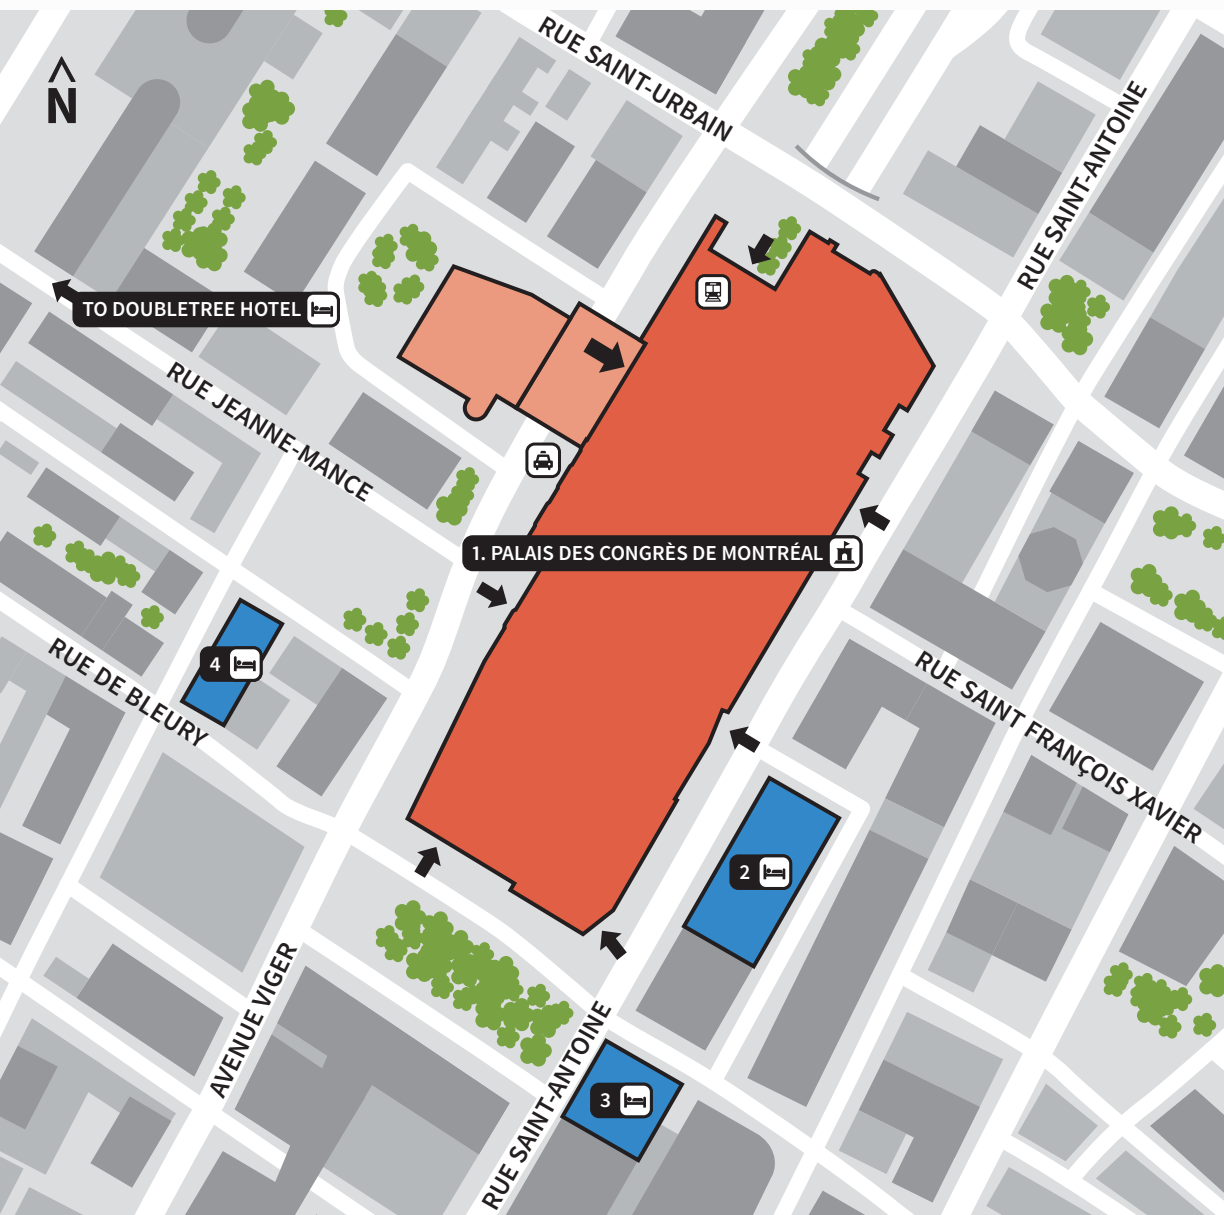 RUE SAINT-URBAIN
N
RUE SAINT-ANTOINE
TO DOUBLETREE HOTEL
RUE JEANNE-MANCE
1. PALAIS DES CONGRÈS DE MONTRÉAL
4
RUE DE BLEURY
RUE SAINT FRANÇOIS XAVIER
2
AVENUE VIGER
RUE SAINT-ANTOINE
3